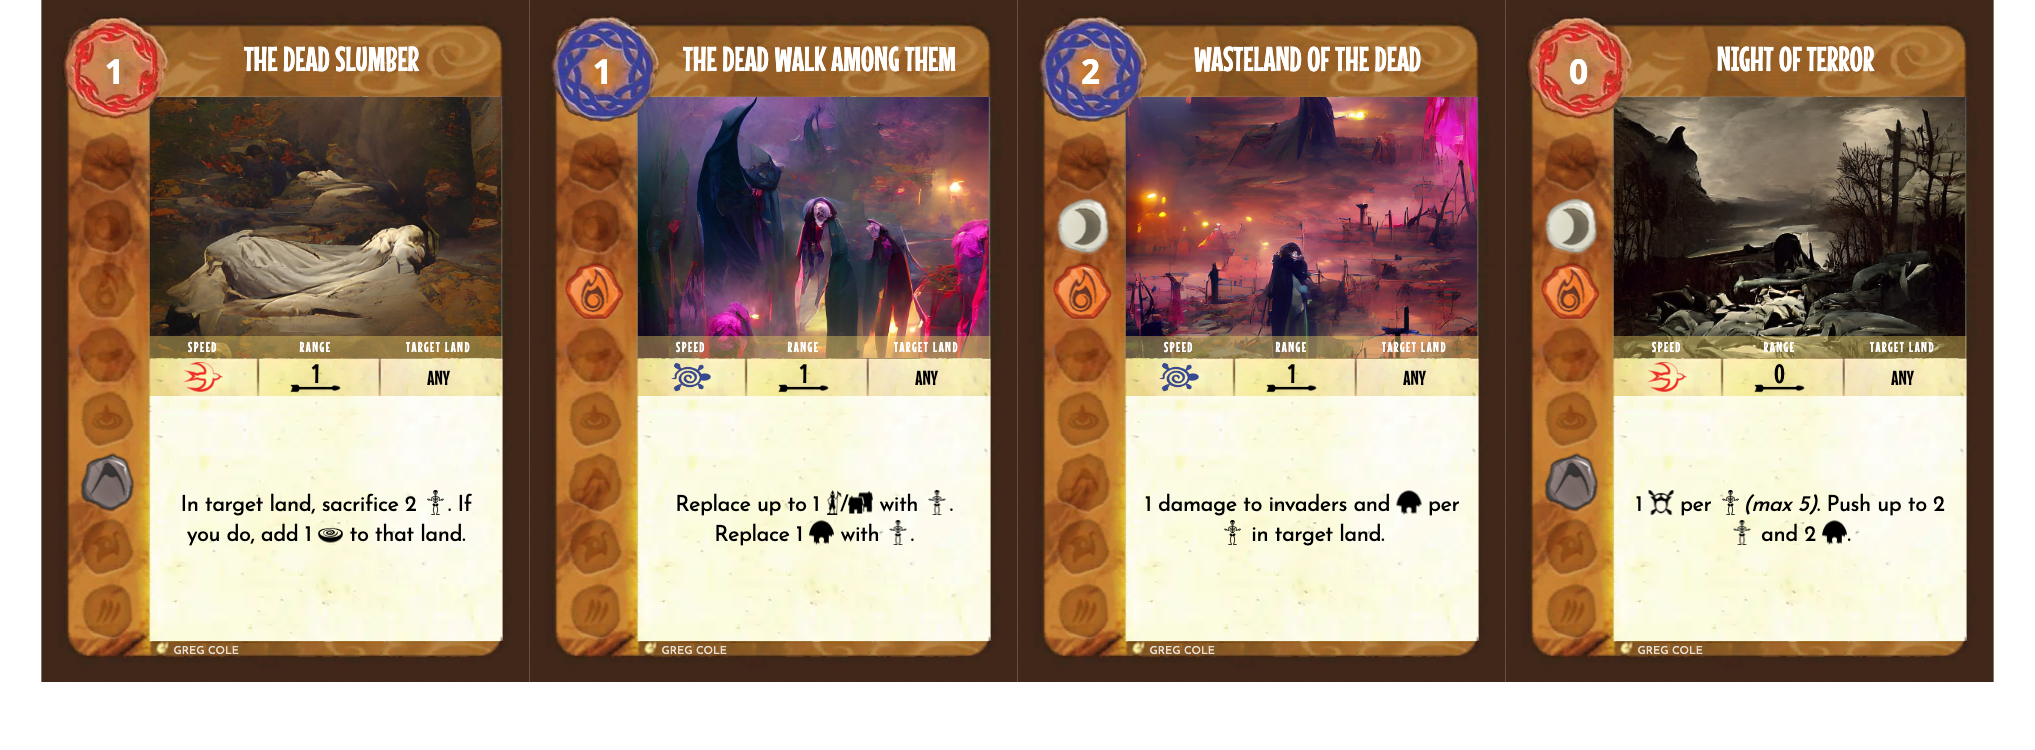 1
THE DEAD SLUMBER
SPEED RANGE TARGET LAND
1 ANY
In target land, sacrifice 2 . If
you do, add 1 to that land.
GREG COLE
1
THE DEAD WALK AMONG THEM
SPEED RANGE TARGET LAND
1 ANY
Replace up to 1 / with .
Replace 1 with .
GREG COLE
2
WASTELAND OF THE DEAD
SPEED RANGE TARGET LAND
1 ANY
1 damage to invaders and per
in target land.
GREG COLE
0
NIGHT OF TERROR
SPEED RANGE TARGET LAND
0 ANY
1 per (max 5). Push up to 2
and 2 .
GREG COLE